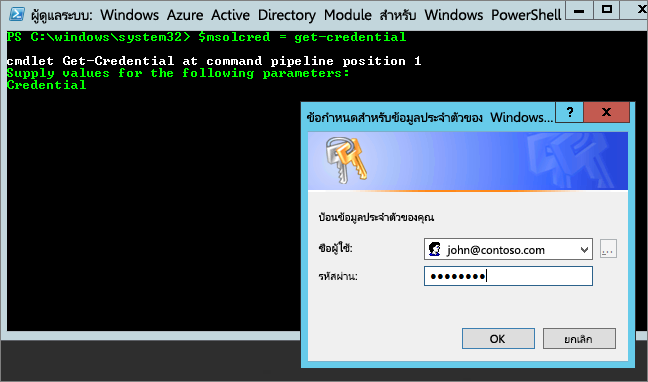 ผู้ดูแลระบบ: Windows Azure Active Directory Module สำหรับ Windows PowerShell
PS C:\windows\system32> $msolcred = get-credential
cmdlet Get-Credential at command pipeline position 1
Supply values for the following parameters:
Credential
ข้อกำหนดสำหรับข้อมูลประจำตัวของ Windows...
ป้อนข้อมูลประจำตัวของคุณ
ชื่อผู้ใช้: john@contoso.com ...
รหัสผ่าน: ●●●●●●●●
OK ยกเลิก